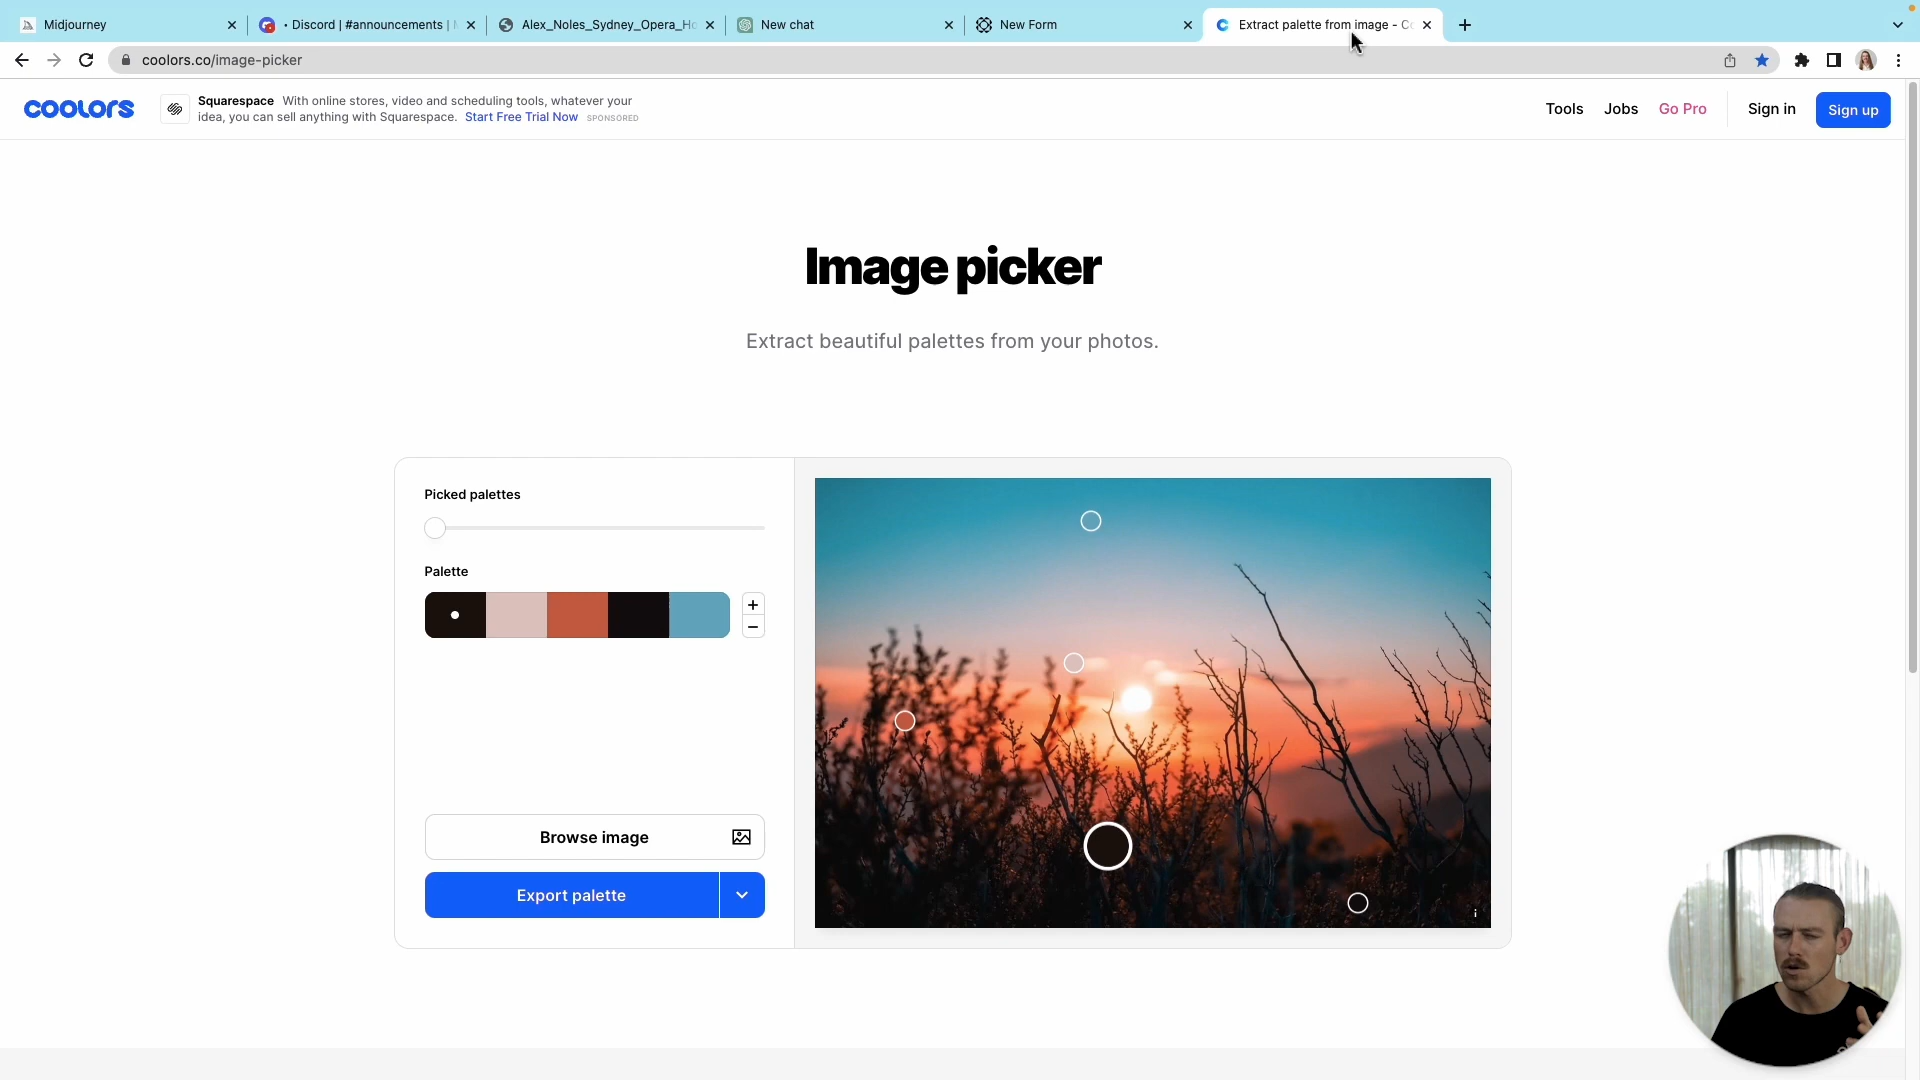 Midjourney
• Discord | #announcements |
Alex_Noles_Sydney_Opera_Ho
New chat
New Form
Extract palette from image - Co
coolors.co/image-picker
coolors
Squarespace With online stores, video and scheduling tools, whatever your
idea, you can sell anything with Squarespace. Start Free Trial Now SPONSORED
Tools
Jobs
Go Pro
Sign in
Sign up
Image picker
Extract beautiful palettes from your photos.
Picked palettes
Palette
+
−
Browse image
Export palette
i